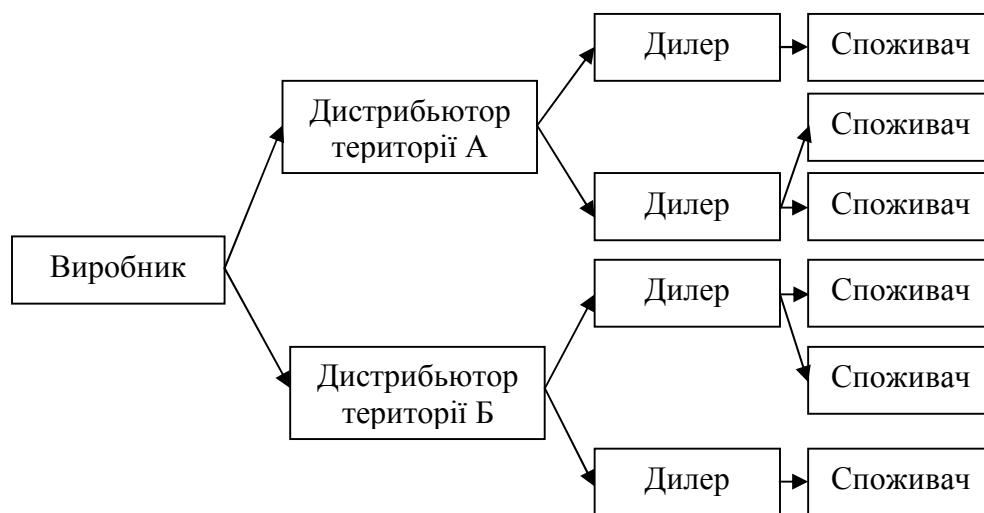 Дилер
Споживач
Дистрибьютор
території А
Споживач
Дилер
Споживач
Виробник
Дилер
Споживач
Дистрибьютор
території Б
Споживач
Дилер
Споживач